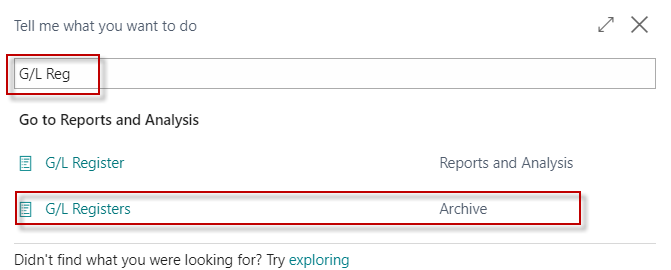 Tell me what you want to do
G/L Reg
Go to Reports and Analysis
G/L Register Reports and Analysis
G/L Registers Archive
Didn't find what you were looking for? Try exploring